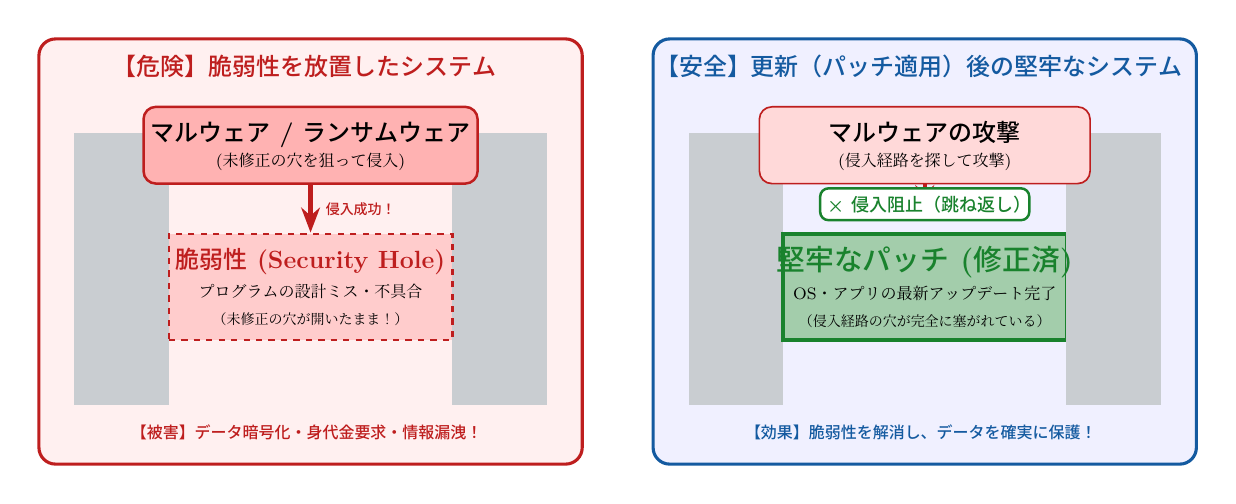 【危険】脆弱性を放置したシステム
マルウェア / ランサムウェア
(未修正の穴を狙って侵入)
侵入成功！
脆弱性 (Security Hole)
プログラムの設計ミス・不具合
（未修正の穴が開いたまま！）
【被害】データ暗号化・身代金要求・情報漏洩！
【安全】更新（パッチ適用）後の堅牢なシステム
マルウェアの攻撃
(侵入経路を探して攻撃)
× 侵入阻止（跳ね返し）
堅牢なパッチ (修正済)
OS・アプリの最新アップデート完了
（侵入経路の穴が完全に塞がれている）
【効果】脆弱性を解消し、データを確実に保護！